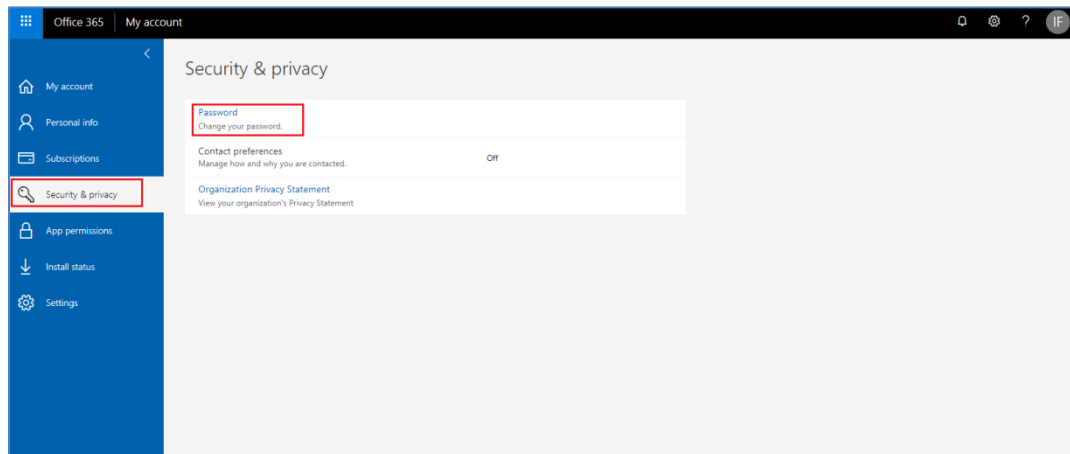 Office 365 My account
? IF
Security & privacy
My account
Personal info
Subscriptions
Security & privacy
App permissions
Install status
Settings
Password
Change your password.
Contact preferences
Manage how and why you are contacted.
Off
Organization Privacy Statement
View your organization's Privacy Statement